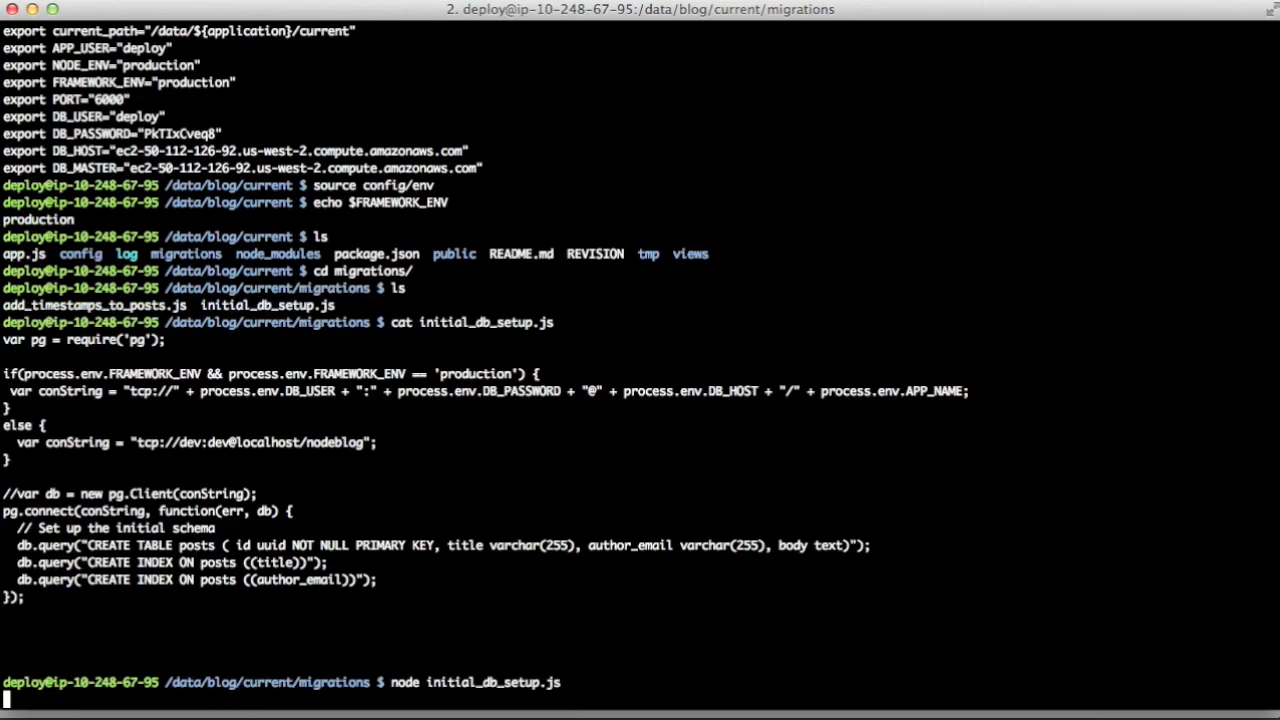 2. deploy@ip-10-248-67-95:/data/blog/current/migrations
export current_path="/data/${application}/current"
export APP_USER="deploy"
export NODE_ENV="production"
export FRAMEWORK_ENV="production"
export PORT="6000"
export DB_USER="deploy"
export DB_PASSWORD="PkTIxCveq8"
export DB_HOST="ec2-50-112-126-92.us-west-2.compute.amazonaws.com"
export DB_MASTER="ec2-50-112-126-92.us-west-2.compute.amazonaws.com"
deploy@ip-10-248-67-95 /data/blog/current $ source config/env
deploy@ip-10-248-67-95 /data/blog/current $ echo $FRAMEWORK_ENV
production
deploy@ip-10-248-67-95 /data/blog/current $ ls
app.js config log migrations node_modules package.json public README.md REVISION tmp views
deploy@ip-10-248-67-95 /data/blog/current $ cd migrations/
deploy@ip-10-248-67-95 /data/blog/current/migrations $ ls
add_timestamps_to_posts.js initial_db_setup.js
deploy@ip-10-248-67-95 /data/blog/current/migrations $ cat initial_db_setup.js
var pg = require('pg');
if(process.env.FRAMEWORK_ENV && process.env.FRAMEWORK_ENV == 'production') {
var conString = "tcp://" + process.env.DB_USER + ":" + process.env.DB_PASSWORD + "@" + process.env.DB_HOST + "/" + process.env.APP_NAME;
}
else {
var conString = "tcp://dev:dev@localhost/nodeblog";
}
//var db = new pg.Client(conString);
pg.connect(conString, function(err, db) {
// Set up the initial schema
db.query("CREATE TABLE posts ( id uuid NOT NULL PRIMARY KEY, title varchar(255), author_email varchar(255), body text)");
db.query("CREATE INDEX ON posts ((title))");
db.query("CREATE INDEX ON posts ((author_email))");
});
deploy@ip-10-248-67-95 /data/blog/current/migrations $ node initial_db_setup.js